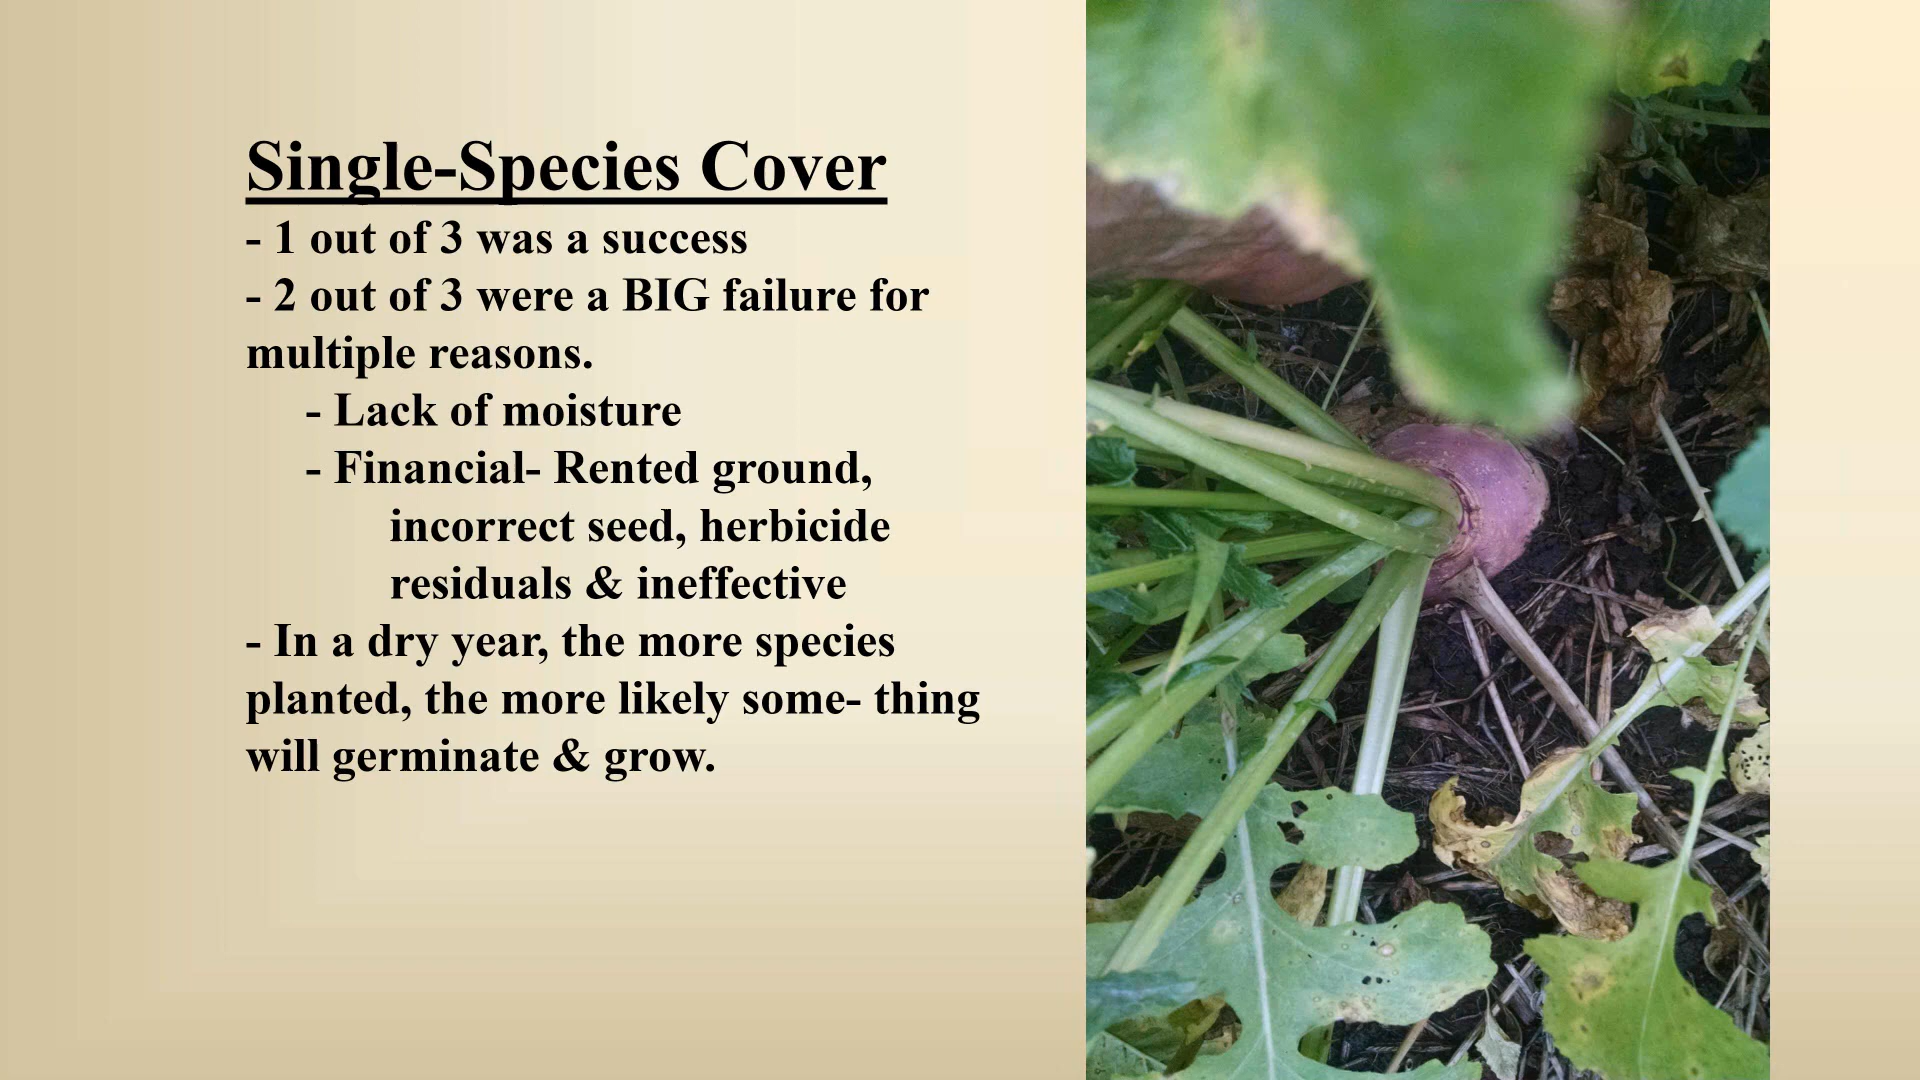 Single-Species Cover
- 1 out of 3 was a success
- 2 out of 3 were a BIG failure for
multiple reasons.
- Lack of moisture
- Financial- Rented ground,
incorrect seed, herbicide
residuals & ineffective
- In a dry year, the more species
planted, the more likely some- thing
will germinate & grow.